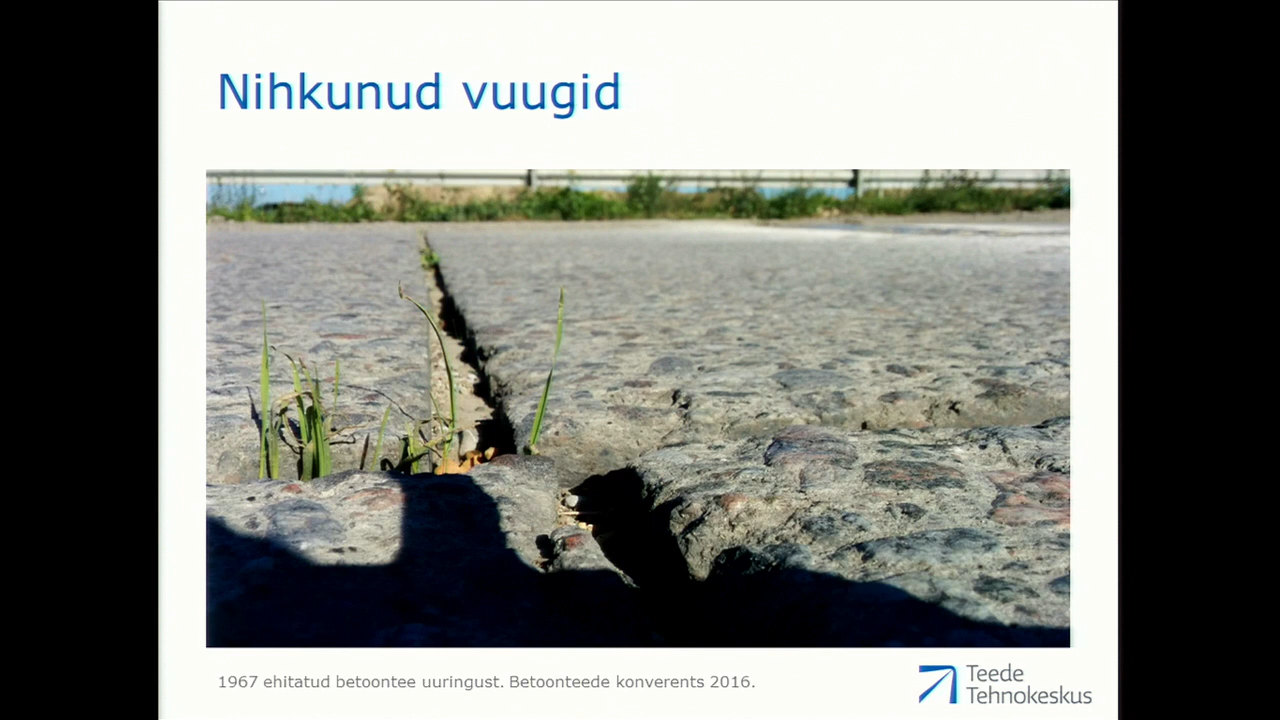 Nihkunud vuugid
1967 ehitatud betoontee uuringust. Betoonteede konverents 2016.
Teede
Tehnokeskus